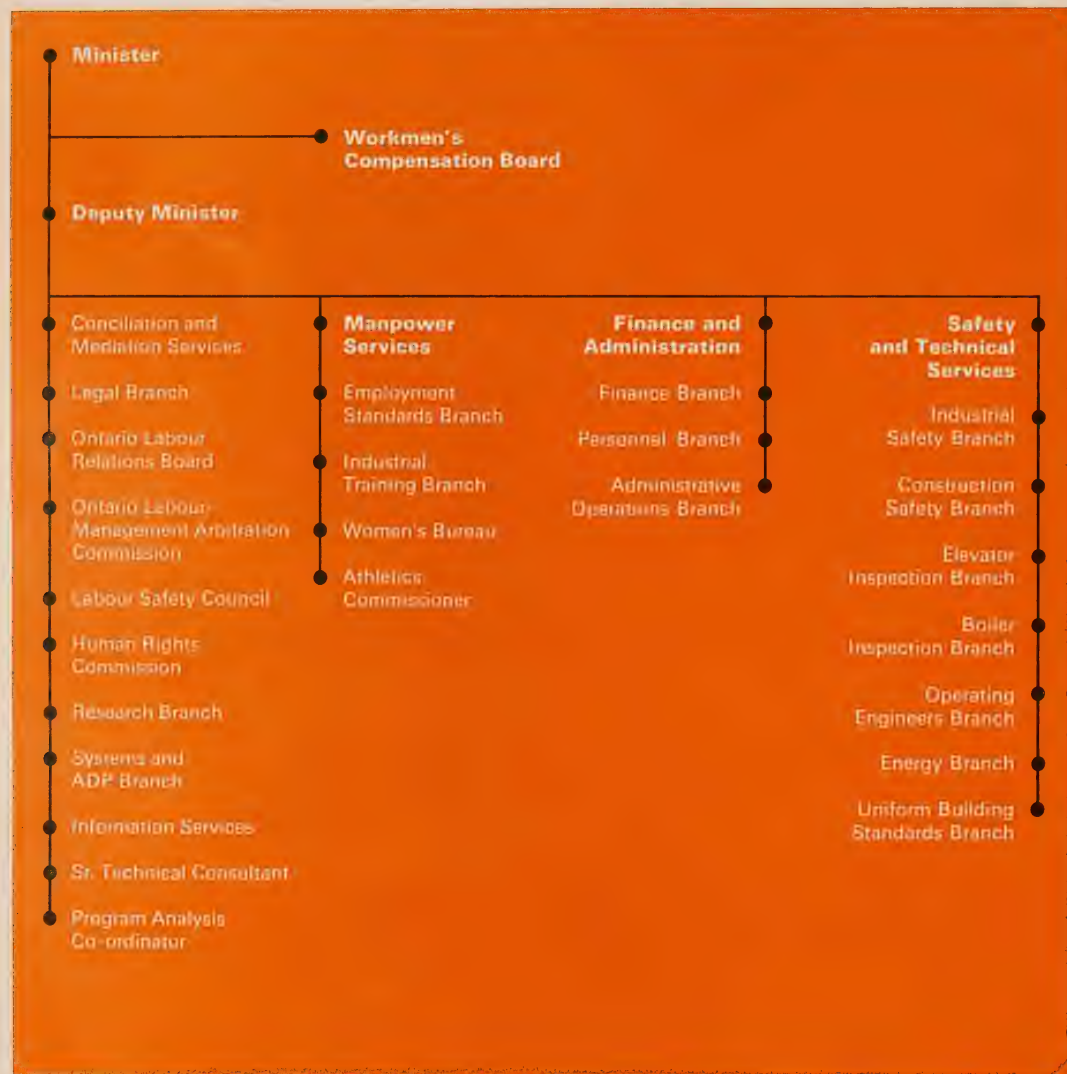 Minister
Workmen's
Compensation Board
Deputy Minister
Conciliation and
Mediation Services
Legal Branch
Ontario Labour
Relations Board
Ontario Labour-
Management Arbitration
Commission
Labour Safety Council
Human Rights
Commission
Research Branch
Systems and
ADP Branch
Information Services
Sr. Technical Consultant
Program Analysis
Co-ordinator
Manpower
Services
Employment
Standards Branch
Industrial
Training Branch
Women's Bureau
Athletics
Commissioner
Finance and
Administration
Finance Branch
Personnel Branch
Administrative
Operations Branch
Safety
and Technical
Services
Industrial
Safety Branch
Construction
Safety Branch
Elevator
Inspection Branch
Boiler
Inspection Branch
Operating
Engineers Branch
Energy Branch
Uniform Building
Standards Branch